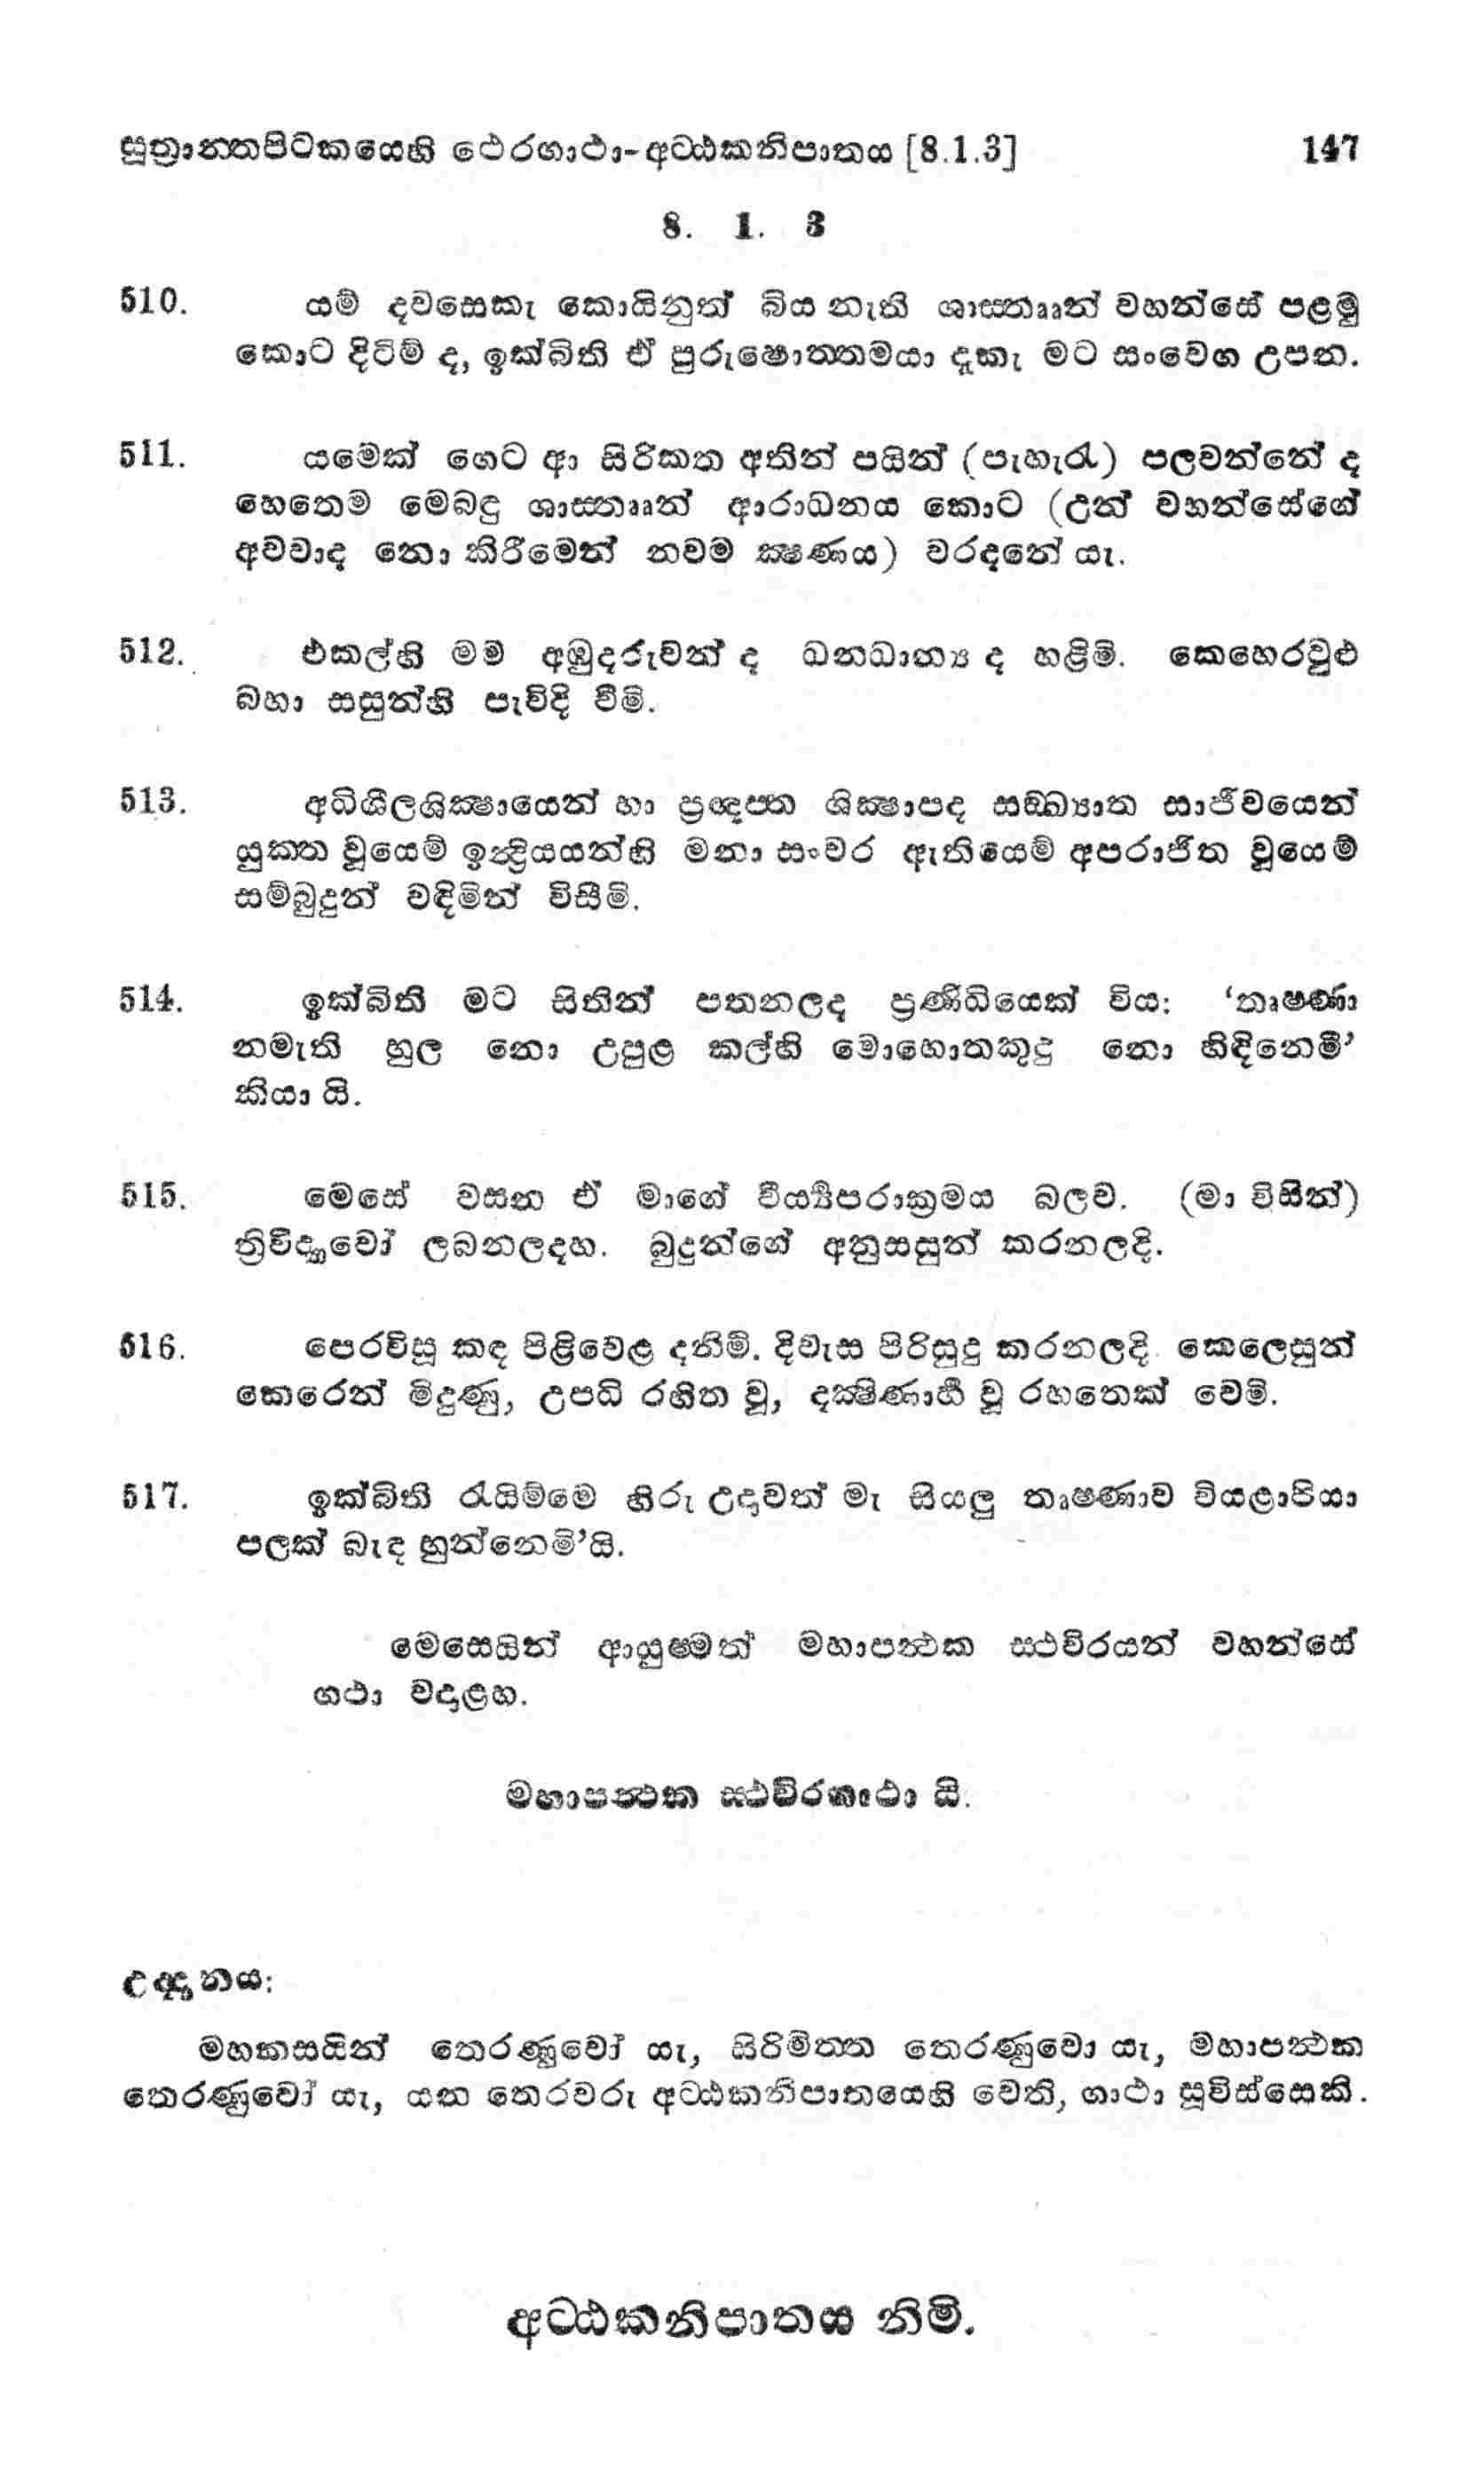 සූත්‍රාන්තපිටකයෙහි ථෙරගාථා-අට්ඨකනිපාතය [8.1.3] 147
8. 1. 3
510. යම් දවසෙකැ කොයිනුත් බිය නැති ශාස්තෲන් වහන්සේ පළමු
කොට දිටිම් ද, ඉක්බිති ඒ පුරුෂොත්තමයා දැකැ මට සංවෙග උපන.
511. යමෙක් ගෙට ආ සිරිකත අතින් පයින් (පැහැරැ) පලවන්නේ ද
හෙතෙම මෙබඳු ශාස්තෲන් ආරාධනය කොට (උන් වහන්සේගේ
අවවාද නො කිරීමෙන් නවම ක්‍ෂණය) වරදනේ යැ.
512. එකල්හි මම අඹුදරුවන් ද ධනධාන්‍ය ද හළිමි. කෙහෙරවුළු
බහා සසුන්හි පැවිදි වීමි.
513. අධිශීලශික්‍ෂායෙන් හා ප්‍රඥප්ත ශික්‍ෂාපද සඞ්ඛ්‍යාත සාජීවයෙන්
යුක්ත වූයෙම් ඉන්ද්‍රියයන්හි මනා සංවර ඇතියෙම් අපරාජිත වූයෙම්
සම්බුදුන් වඳිමින් විසීමි.
514. ඉක්බිති මට සිතින් පතනලද ප්‍රණිධියෙක් විය: ‘තෘෂ්ණා
නමැති හුල නො උපුළ කල්හි මොහොතකුදු නො හිඳිනෙමි’
කියා යි.
515. මෙසේ වසන ඒ මාගේ වීර්‍ය්‍යපරාක්‍රමය බලව. (මා විසින්)
ත්‍රිවිද්‍යාවෝ ලබනලදහ. බුදුන්ගේ අනුසසුන් කරනලදි.
516. පෙරවිසූ කඳ පිළිවෙළ දනිමි. දිවැස පිරිසුදු කරනලදි. කෙලෙසුන්
කෙරෙන් මිදුණු, උපධි රහිත වූ, දක්‍ෂිණාර්හ වූ රහතෙක් වෙමි.
517. ඉක්බිති රැයිම්මෙ හිරු උදාවත් මැ සියලු තෘෂ්ණාව වියළාපියා
පලක් බැඳ හුන්නෙමි’යි.
මෙසෙයින් ආයුෂ්මත් මහාපන්ථක ස්ථවිරයන් වහන්සේ
ගථා වදාළහ.
මහාපන්ථක ස්ථවිරගාථා යි.
උද්දානය:
මහකසයින් තෙරණුවෝ යැ, සිරිමිත්ත තෙරණුවො යැ, මහාපන්ථක
තෙරණුවෝ යැ, යන තෙරවරු අට්ඨකනිපාතයෙහි වෙති, ගාථා සූවිස්සෙකි.
අට්ඨකනිපාතය නිමි.